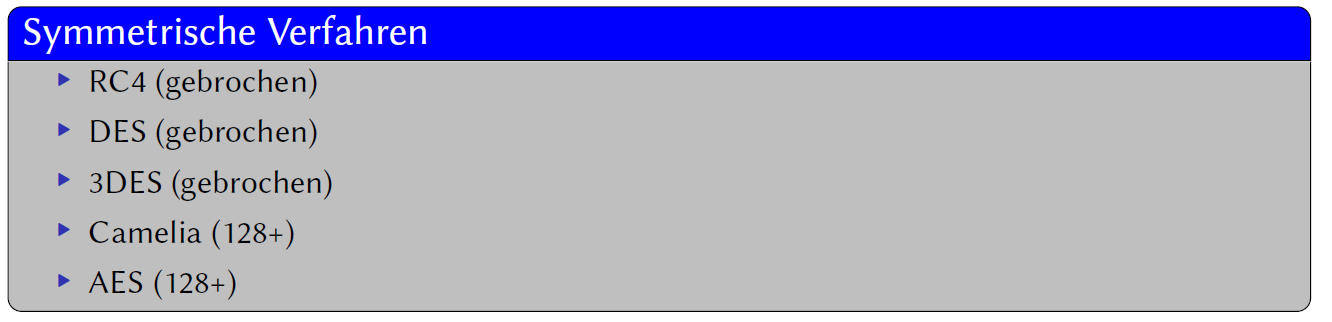 Symmetrische Verfahren
RC4 (gebrochen)
DES (gebrochen)
3DES (gebrochen)
Camelia (128+)
AES (128+)